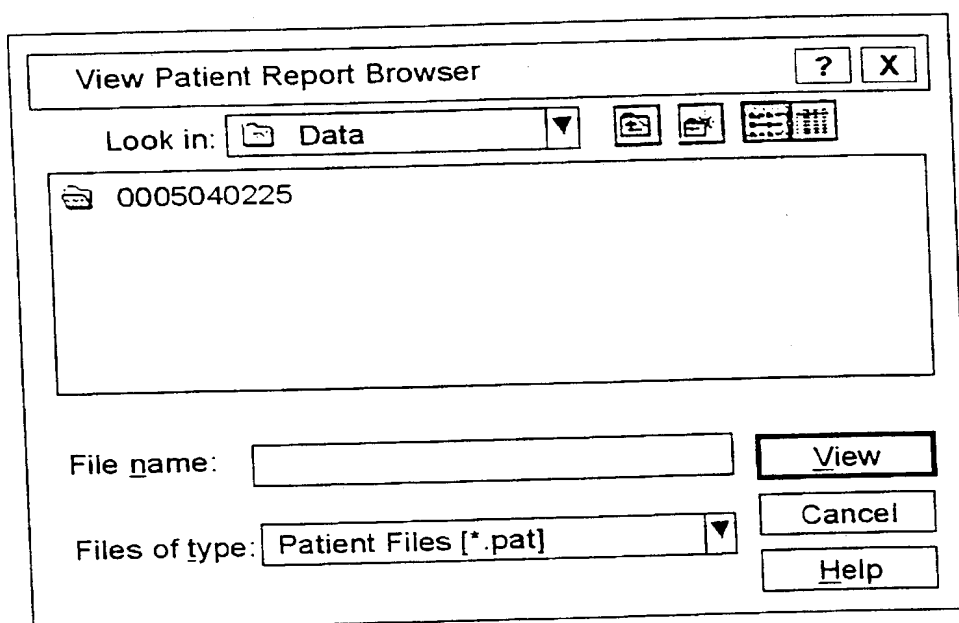 View Patient Report Browser ? X
Look in: Data
0005040225
File name: View
Cancel
Files of type: Patient Files [*.pat]
Help